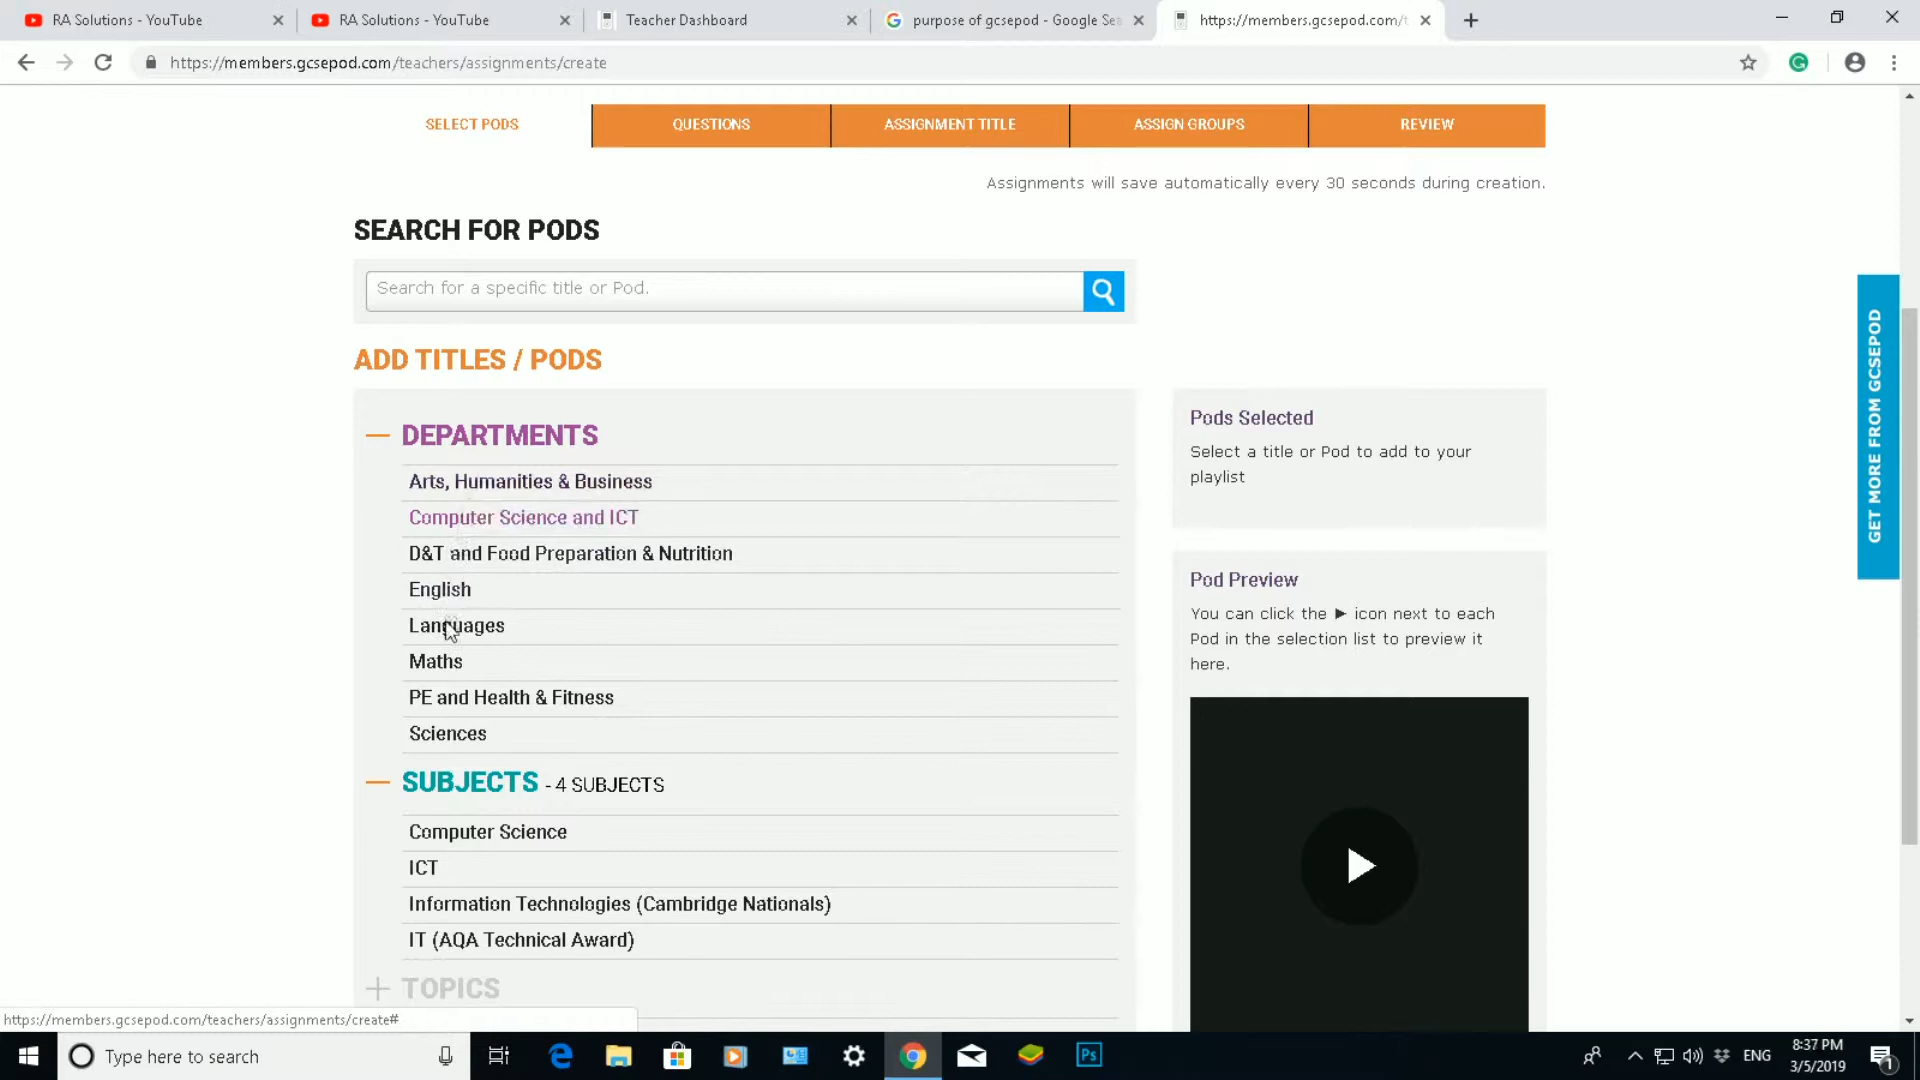 RA Solutions - YouTube
RA Solutions - YouTube
Teacher Dashboard
purpose of gcsepod - Google Sea
https://members.gcsepod.com/t
https://members.gcsepod.com/teachers/assignments/create
SELECT PODS
QUESTIONS
ASSIGNMENT TITLE
ASSIGN GROUPS
REVIEW
Assignments will save automatically every 30 seconds during creation.
SEARCH FOR PODS
Search for a specific title or Pod.
ADD TITLES / PODS
DEPARTMENTS
Arts, Humanities & Business
Computer Science and ICT
D&T and Food Preparation & Nutrition
English
Languages
Maths
PE and Health & Fitness
Sciences
SUBJECTS - 4 SUBJECTS
Computer Science
ICT
Information Technologies (Cambridge Nationals)
IT (AQA Technical Award)
TOPICS
Pods Selected
Select a title or Pod to add to your
playlist
Pod Preview
You can click the ► icon next to each
Pod in the selection list to preview it
here.
GET MORE FROM GCSEPOD
https://members.gcsepod.com/teachers/assignments/create#
Type here to search
Ps
ENG
8:37 PM
3/5/2019
1